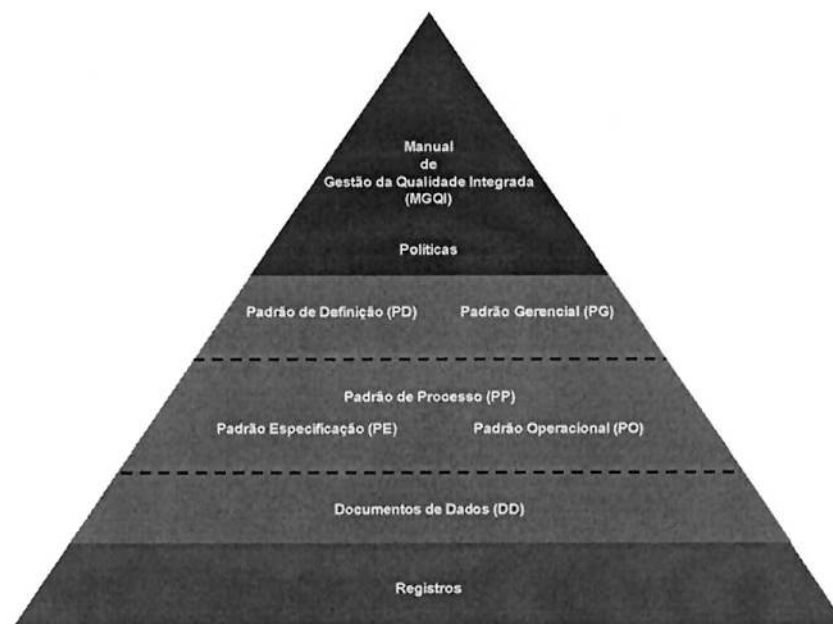 Manual
de
Gestão da Qualidade Integrada
(MGQI)
Políticas
Padrão de Definição (PD) Padrão Gerencial (PG)
Padrão de Processo (PP)
Padrão Especificação (PE) Padrão Operacional (PO)
Documentos de Dados (DD)
Registros